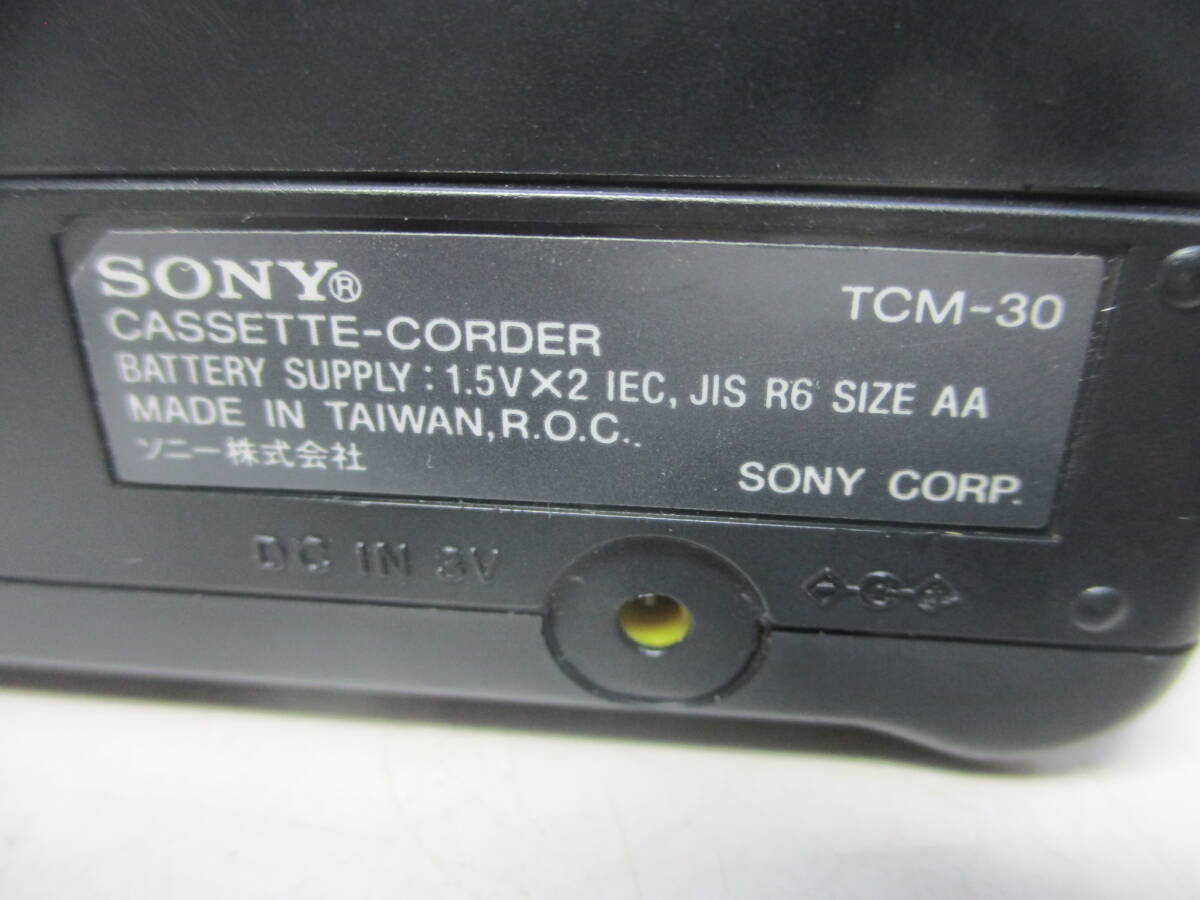 SONY®
TCM-30
CASSETTE-CORDER
BATTERY SUPPLY : 1.5V×2 IEC, JIS R6 SIZE AA
MADE IN TAIWAN, R.O.C..
ソニー株式会社
SONY CORP.
DC IN 3V